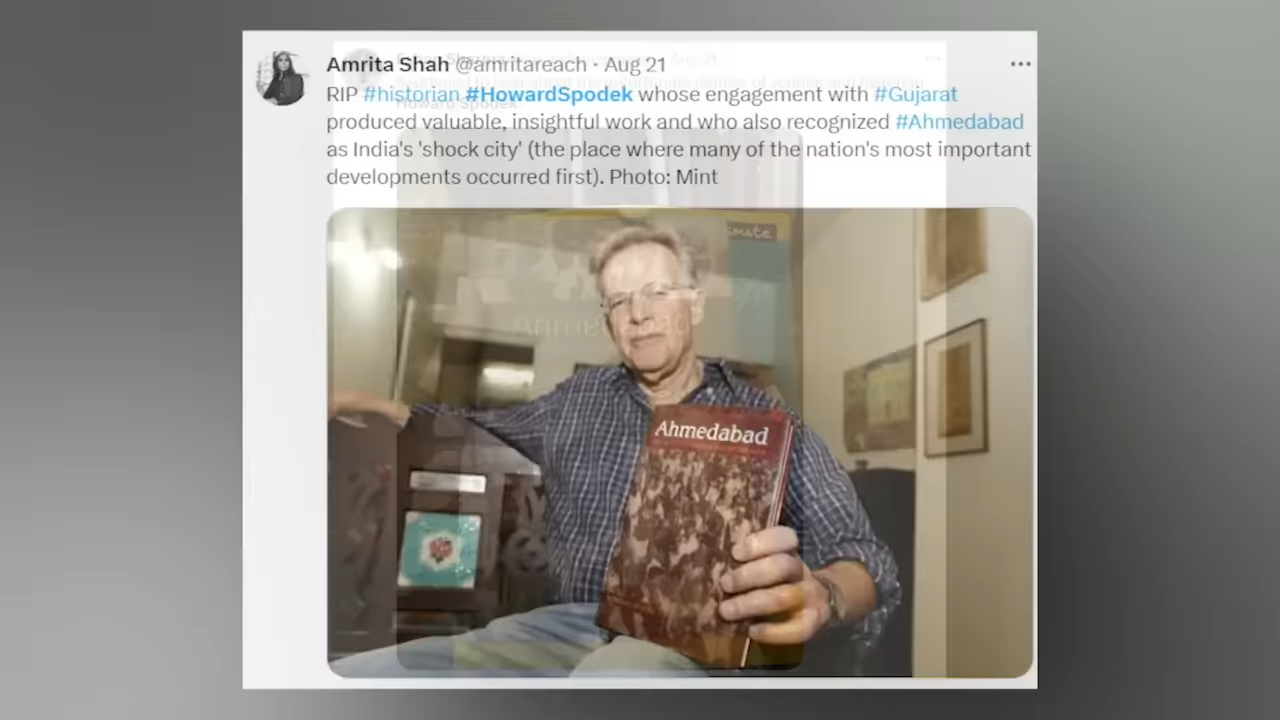 Amrita Shah @amritareach · Aug 21
RIP #historian #HowardSpodek whose engagement with #Gujarat
produced valuable, insightful work and who also recognized #Ahmedabad
as India's 'shock city' (the place where many of the nation's most important
developments occurred first). Photo: Mint
Ahmedabad